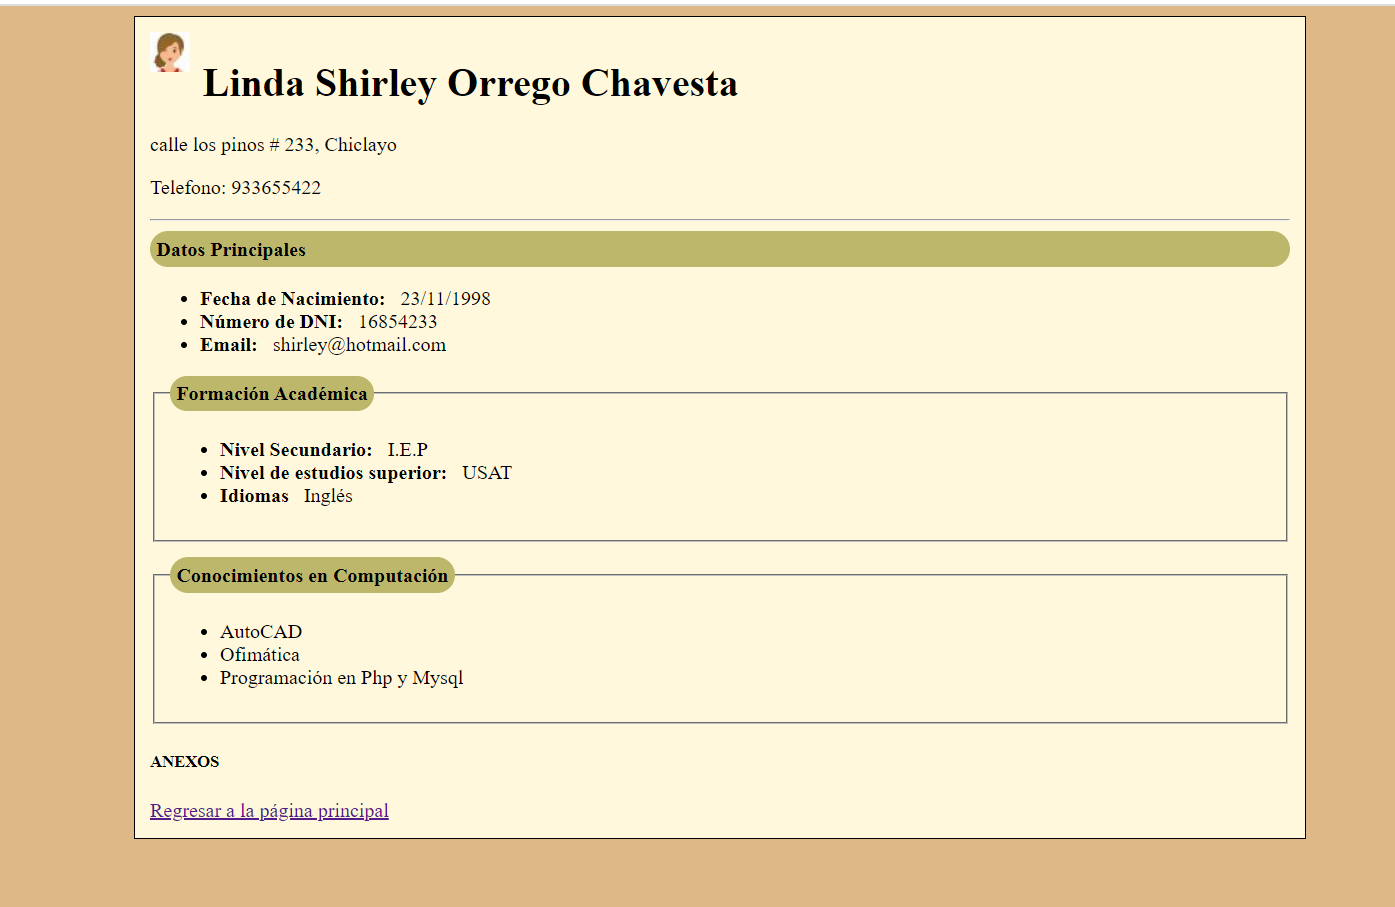 Linda Shirley Orrego Chavesta
calle los pinos # 233, Chiclayo
Telefono: 933655422
Datos Principales
Fecha de Nacimiento: 23/11/1998
Número de DNI: 16854233
Email: shirley@hotmail.com
Formación Académica
Nivel Secundario: I.E.P
Nivel de estudios superior: USAT
Idiomas Inglés
Conocimientos en Computación
AutoCAD
Ofimática
Programación en Php y Mysql
ANEXOS
Regresar a la página principal